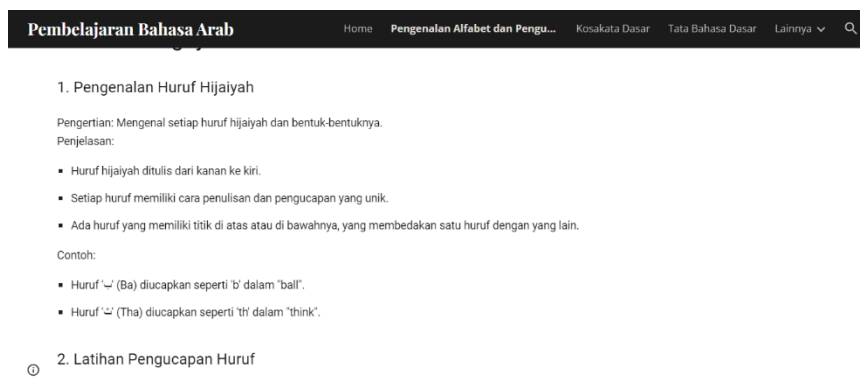 Pembelajaran Bahasa Arab
Home Pengenalan Alfabet dan Pengu... Kosakata Dasar Tata Bahasa Dasar Lainnya
1. Pengenalan Huruf Hijaiyah
Pengertian: Mengenal setiap huruf hijaiyah dan bentuk-bentuknya.
Penjelasan:
▪ Huruf hijaiyah ditulis dari kanan ke kiri.
▪ Setiap huruf memiliki cara penulisan dan pengucapan yang unik.
▪ Ada huruf yang memiliki titik di atas atau di bawahnya, yang membedakan satu huruf dengan yang lain.
Contoh:
▪ Huruf 'ب' (Ba) diucapkan seperti 'b' dalam "ball".
▪ Huruf 'ث' (Tha) diucapkan seperti 'th' dalam "think".
2. Latihan Pengucapan Huruf